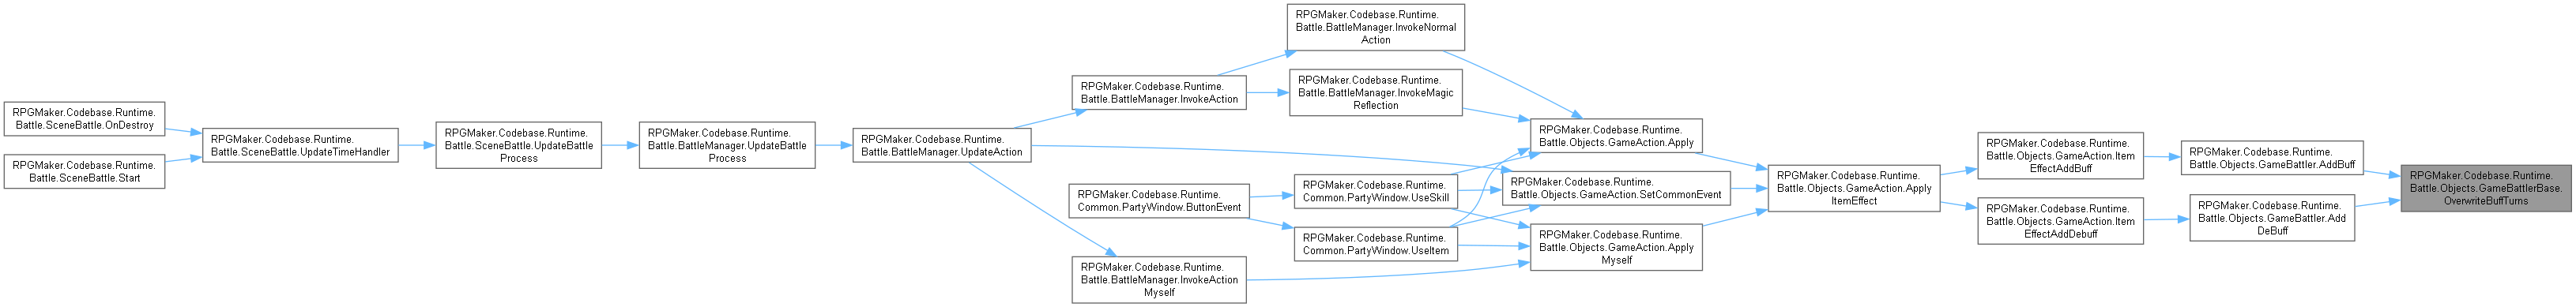 RPGMaker.Codebase.Runtime.
Battle.SceneBattle.OnDestroy
RPGMaker.Codebase.Runtime.
Battle.SceneBattle.Start
RPGMaker.Codebase.Runtime.
Battle.SceneBattle.UpdateTimeHandler
RPGMaker.Codebase.Runtime.
Battle.SceneBattle.UpdateBattle
Process
RPGMaker.Codebase.Runtime.
Battle.BattleManager.UpdateBattle
Process
RPGMaker.Codebase.Runtime.
Battle.BattleManager.UpdateAction
RPGMaker.Codebase.Runtime.
Battle.BattleManager.InvokeAction
RPGMaker.Codebase.Runtime.
Common.PartyWindow.ButtonEvent
RPGMaker.Codebase.Runtime.
Battle.BattleManager.InvokeAction
Myself
RPGMaker.Codebase.Runtime.
Battle.BattleManager.InvokeNormal
Action
RPGMaker.Codebase.Runtime.
Battle.BattleManager.InvokeMagic
Reflection
RPGMaker.Codebase.Runtime.
Common.PartyWindow.UseSkill
RPGMaker.Codebase.Runtime.
Common.PartyWindow.UseItem
RPGMaker.Codebase.Runtime.
Battle.Objects.GameAction.Apply
RPGMaker.Codebase.Runtime.
Battle.Objects.GameAction.SetCommonEvent
RPGMaker.Codebase.Runtime.
Battle.Objects.GameAction.Apply
Myself
RPGMaker.Codebase.Runtime.
Battle.Objects.GameAction.Apply
ItemEffect
RPGMaker.Codebase.Runtime.
Battle.Objects.GameAction.Item
EffectAddBuff
RPGMaker.Codebase.Runtime.
Battle.Objects.GameAction.Item
EffectAddDebuff
RPGMaker.Codebase.Runtime.
Battle.Objects.GameBattler.AddBuff
RPGMaker.Codebase.Runtime.
Battle.Objects.GameBattler.Add
DeBuff
RPGMaker.Codebase.Runtime.
Battle.Objects.GameBattlerBase.
OverwriteBuffTurns